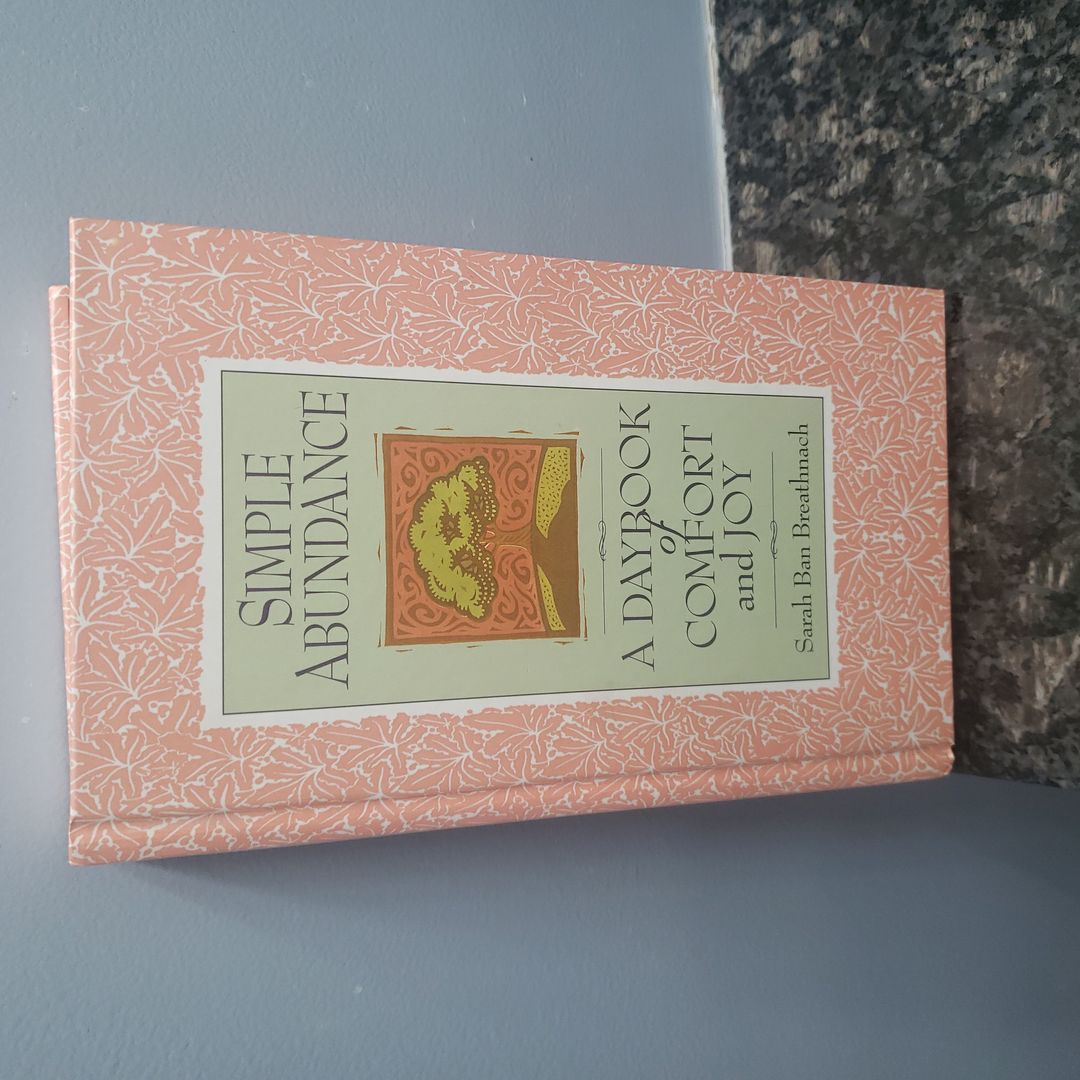 SIMPLE
ABUNDANCE
A DAYBOOK
of
COMFORT
and JOY
Sarah Ban Breathnach